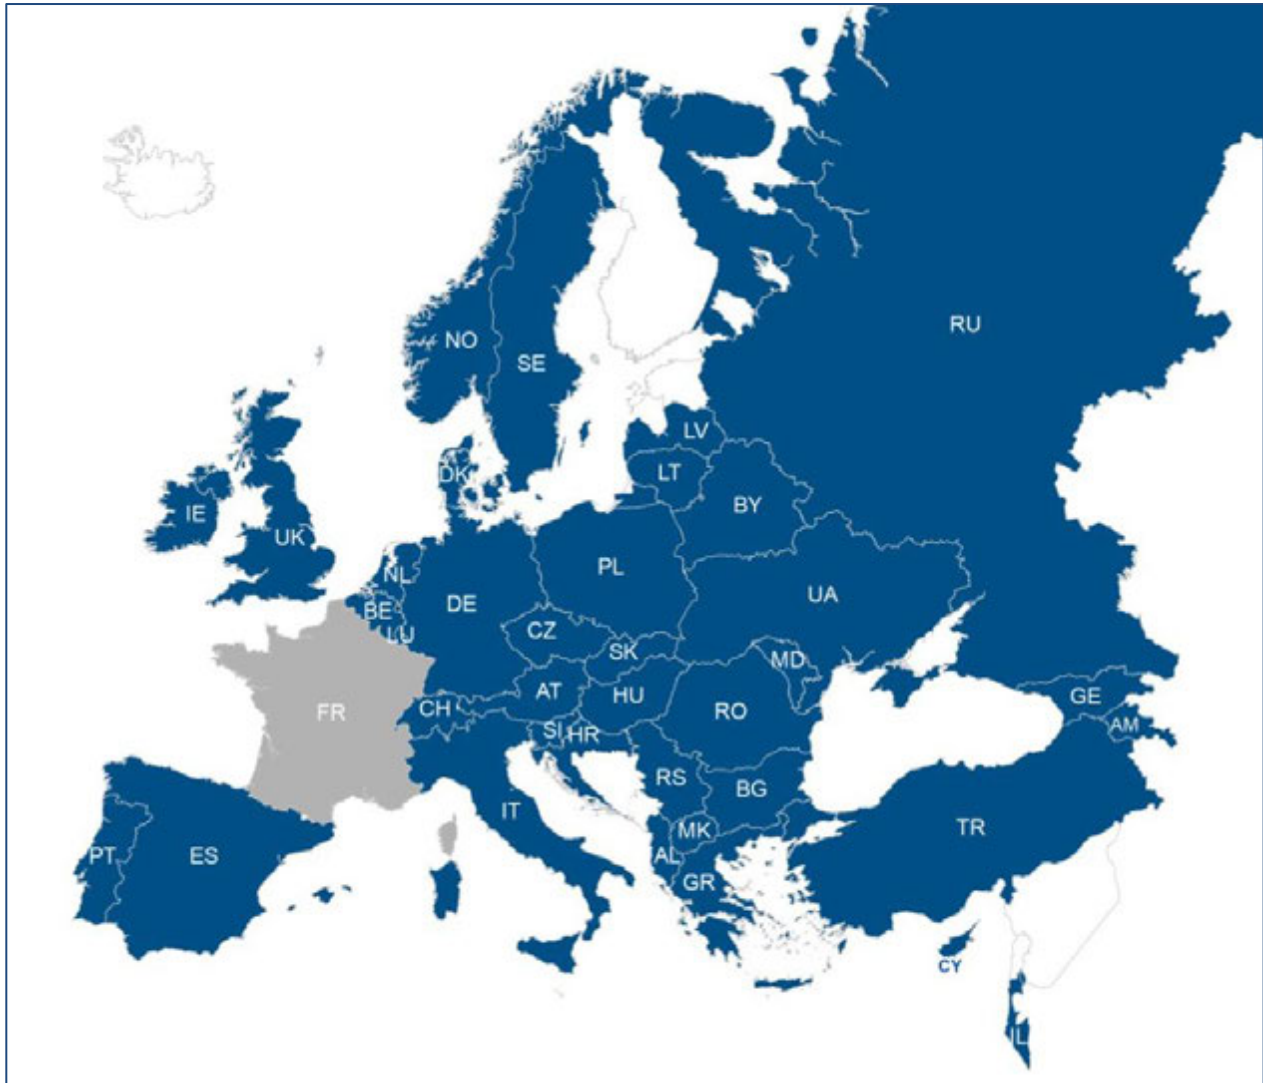 RU
NO
SE
LV
DK
LT
BY
IE
UK
PL
NL
UA
DE
BE
CZ
LU
SK
MD
AT
HU
GE
CH
RO
FR
AM
SI
HR
RS
BG
IT
TR
MK
PT
ES
AL
GR
CY
IL